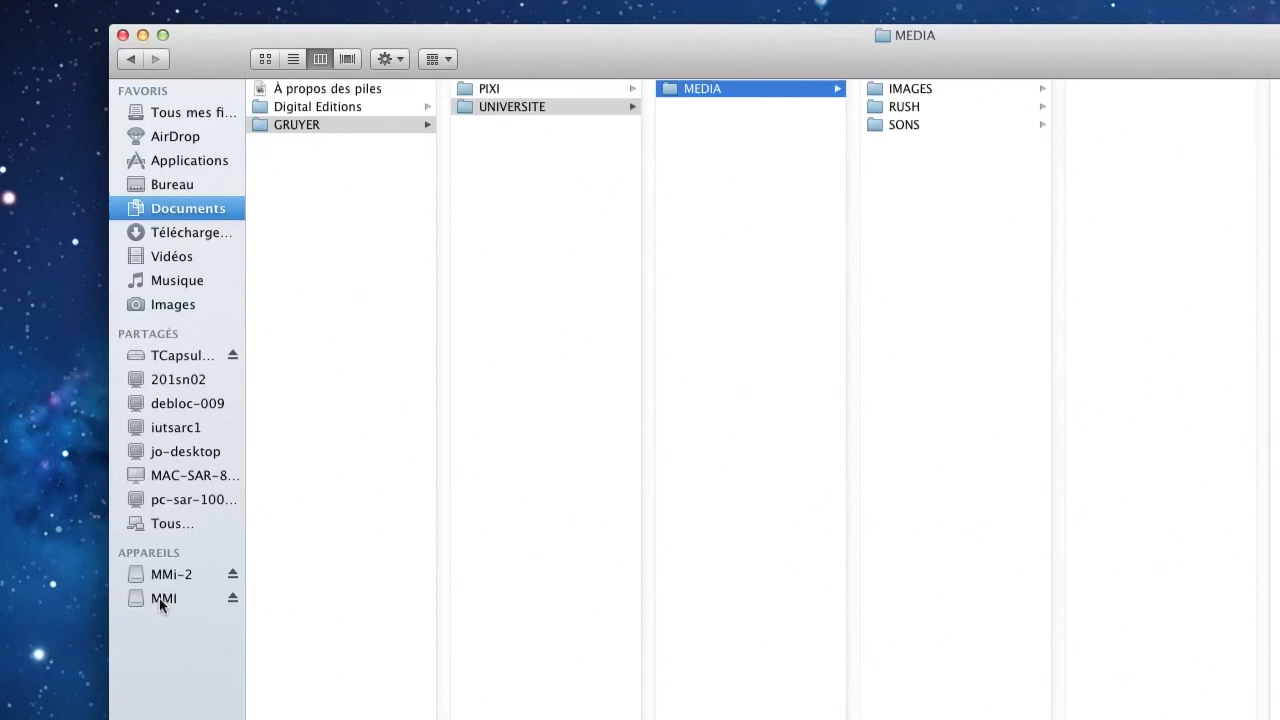 MEDIA
FAVORIS
Tous mes fi...
AirDrop
Applications
Bureau
Documents
Télécharge...
Vidéos
Musique
Images
PARTAGÉS
TCapsul...
201sn02
debloc-009
iutsarc1
jo-desktop
MAC-SAR-8...
pc-sar-100...
Tous...
APPAREILS
MMi-2
MMI
À propos des piles
Digital Editions
GRUYER
PIXI
UNIVERSITE
MEDIA
IMAGES
RUSH
SONS